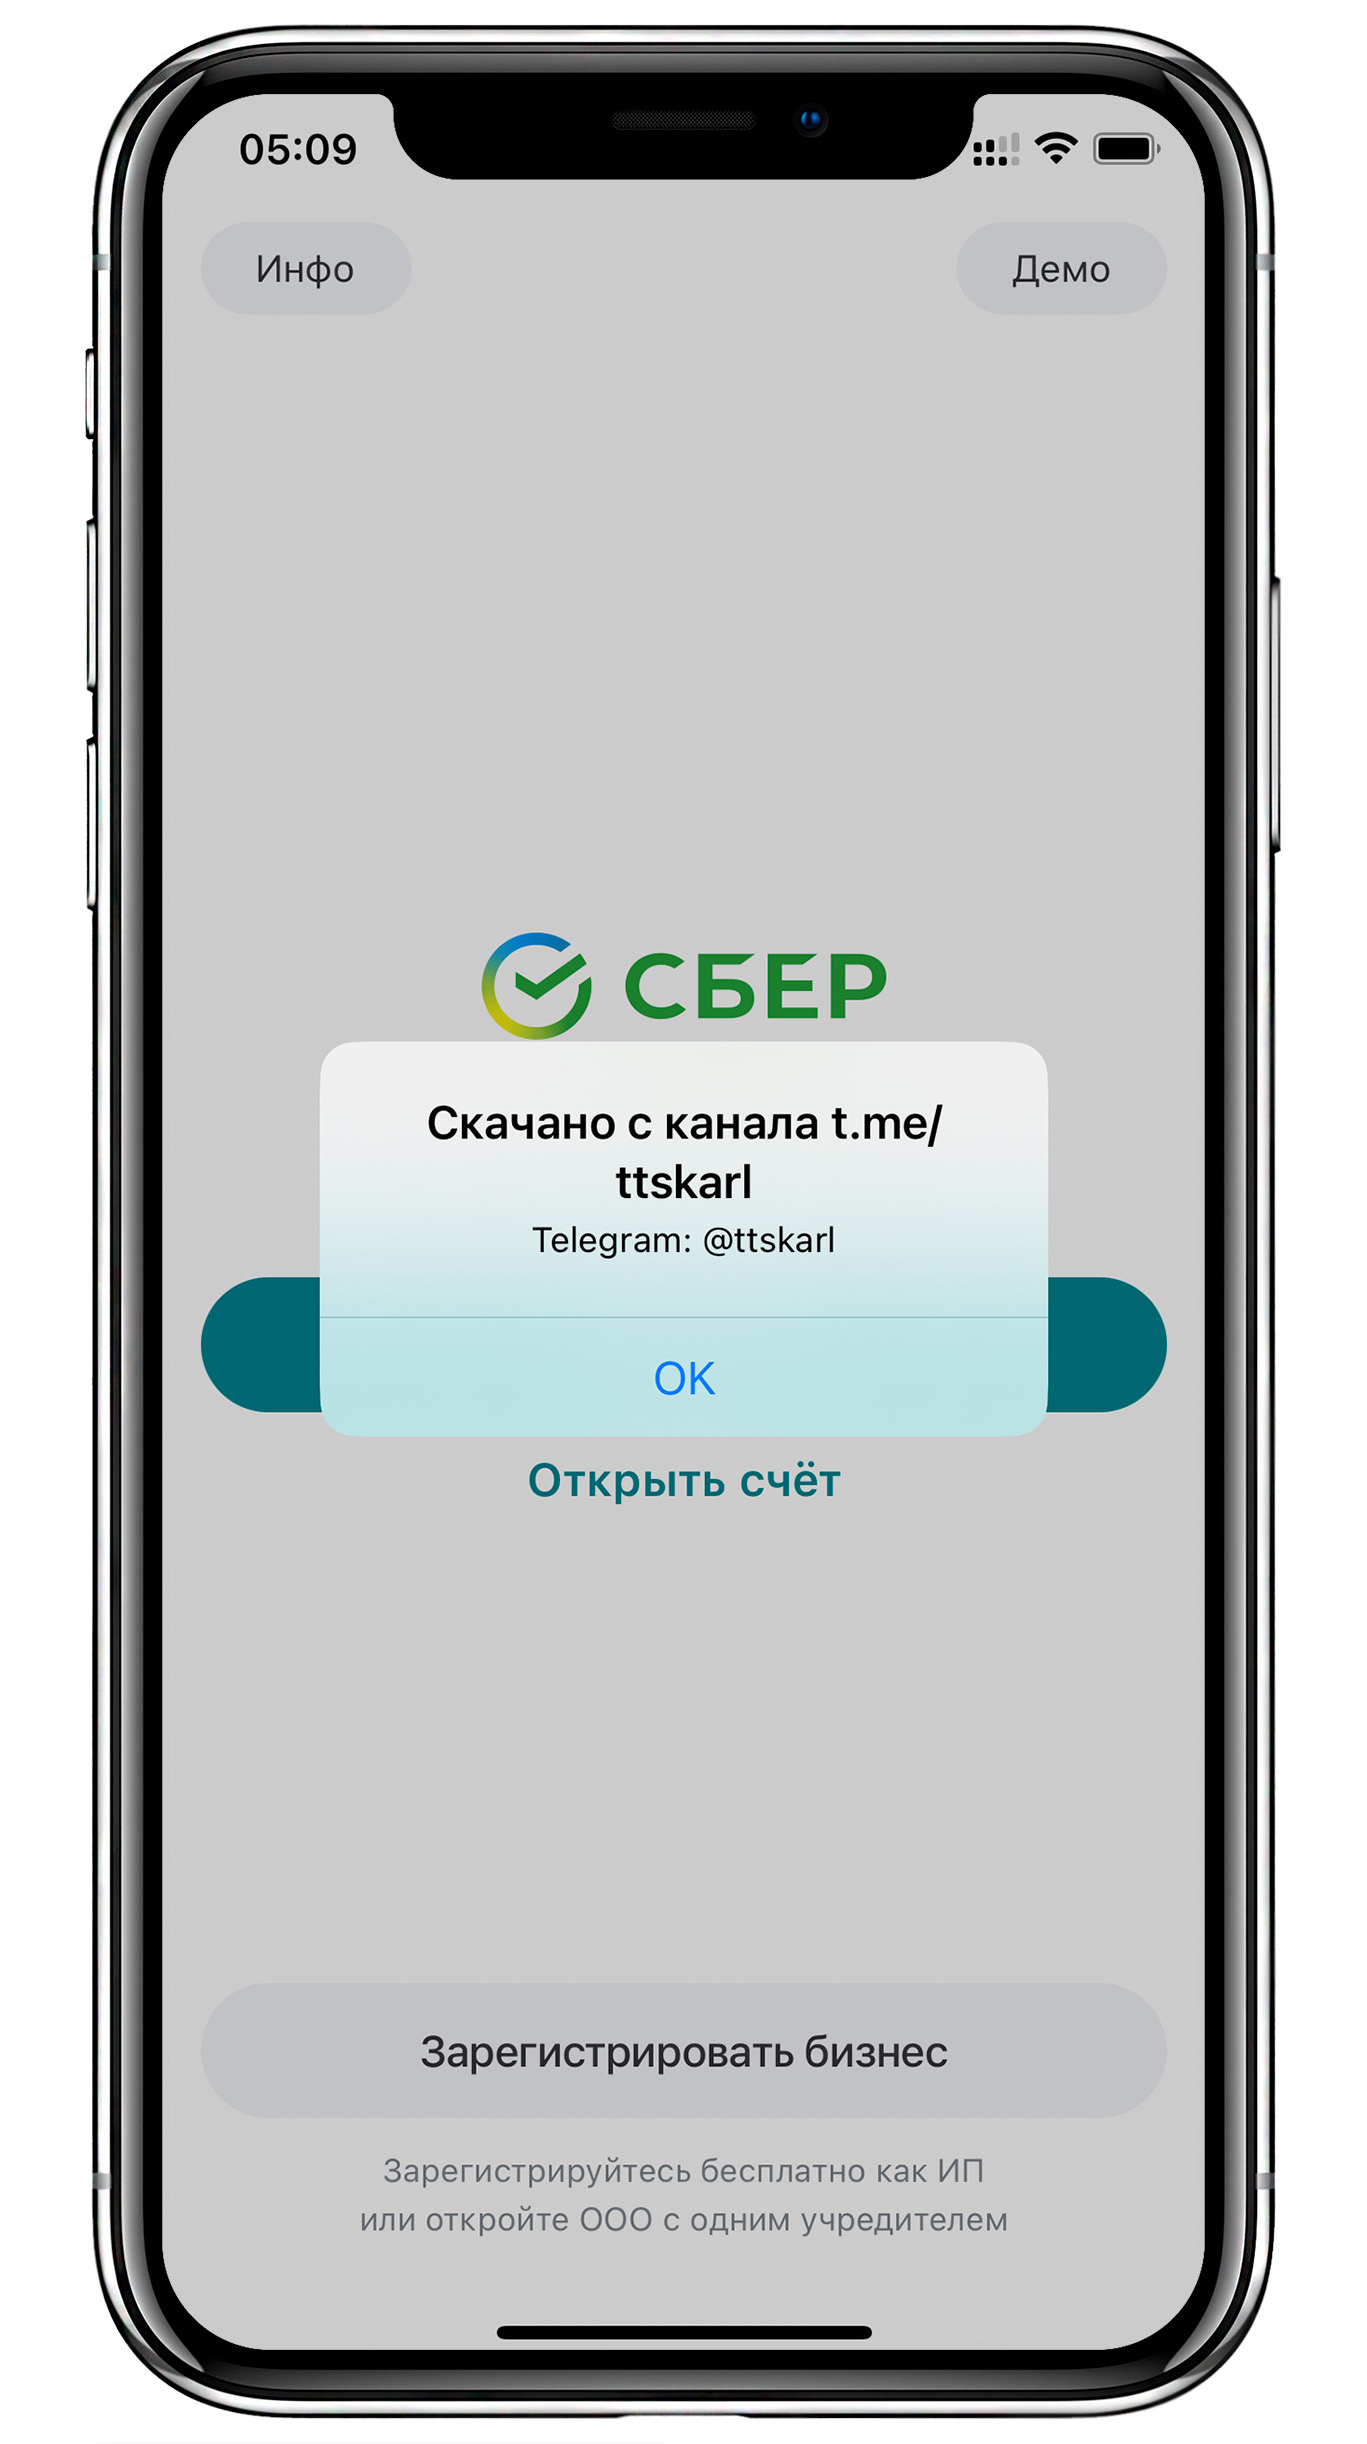 05:09
Инфо
Демо
СБЕР
Скачано с канала t.me/
ttskarl
Telegram: @ttskarl
OK
Открыть счёт
Зарегистрировать бизнес
Зарегистрируйтесь бесплатно как ИП
или откройте ООО с одним учредителем